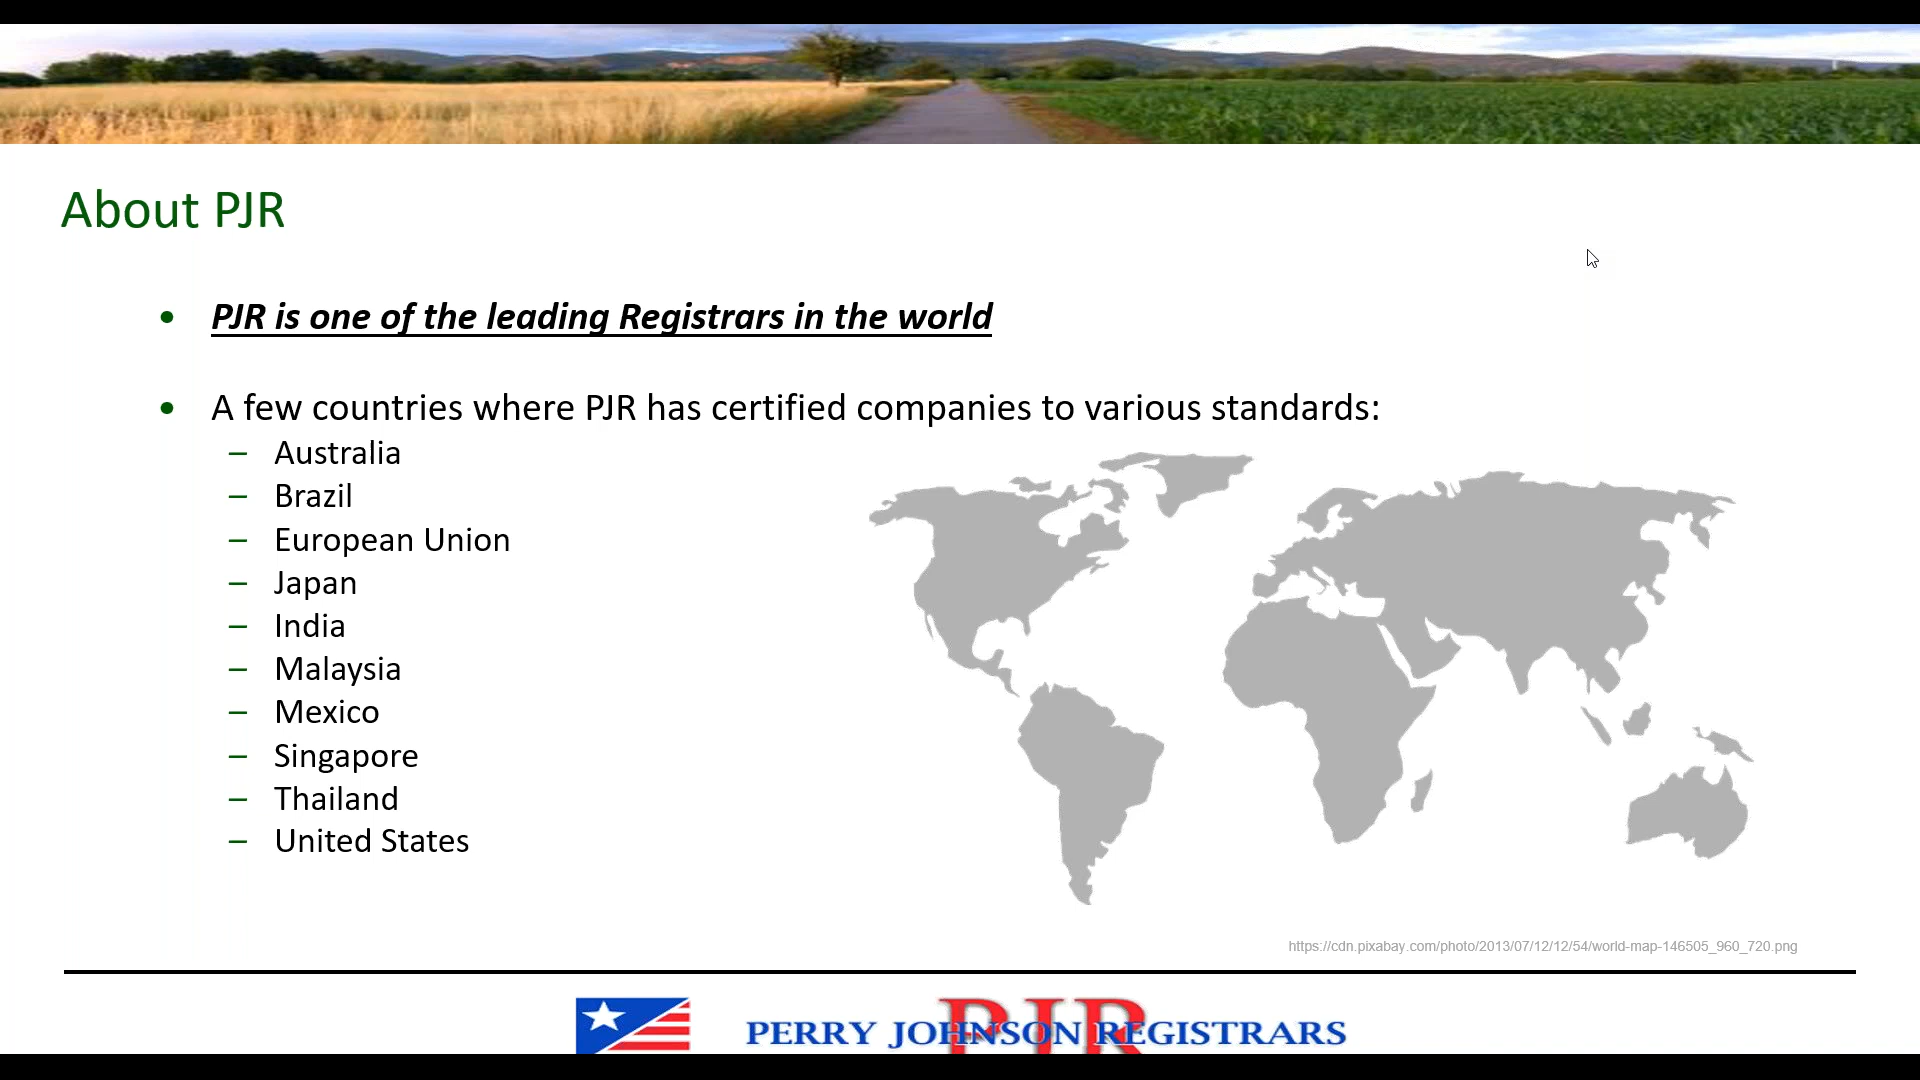 About PJR
• PJR is one of the leading Registrars in the world
• A few countries where PJR has certified companies to various standards:
– Australia
– Brazil
– European Union
– Japan
– India
– Malaysia
– Mexico
– Singapore
– Thailand
– United States
https://cdn.pixabay.com/photo/2013/07/12/12/54/world-map-146505_960_720.png
PJR
PERRY JOHNSON REGISTRARS